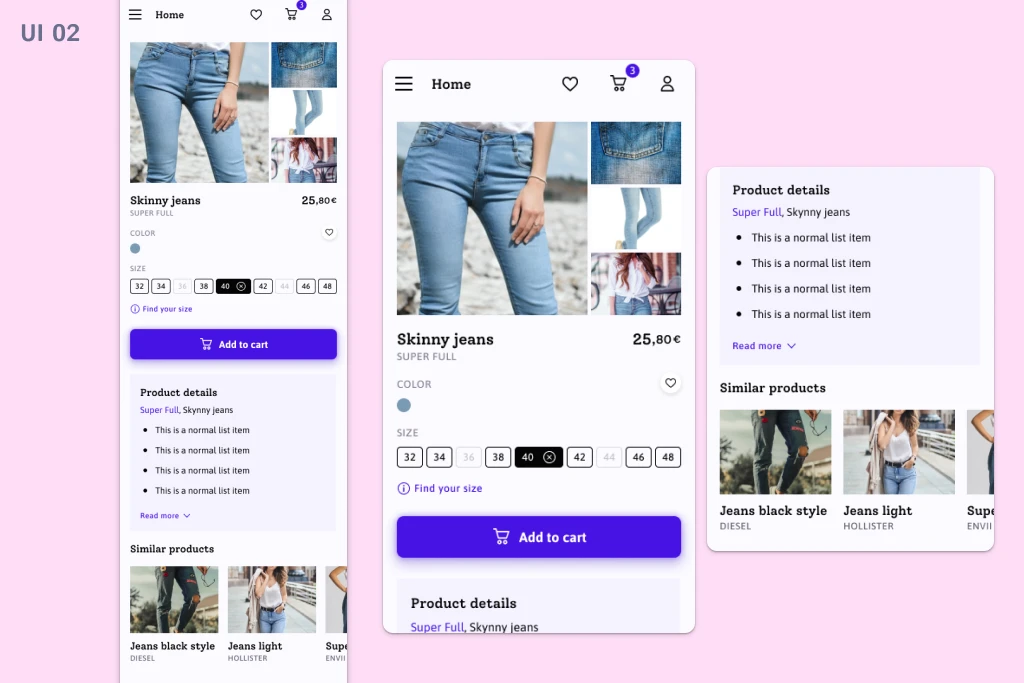 UI 02
Home
3
Skinny jeans 25,80€
SUPER FULL
COLOR
SIZE
32 34 36 38 40 42 44 46 48
Find your size
Add to cart
Product details
Super Full, Skynny jeans
This is a normal list item
This is a normal list item
This is a normal list item
This is a normal list item
Read more
Similar products
Jeans black style Jeans light Supe
DIESEL HOLLISTER ENVII
Home
3
Skinny jeans 25,80€
SUPER FULL
COLOR
SIZE
32 34 36 38 40 42 44 46 48
Find your size
Add to cart
Product details
Super Full, Skynny jeans
Product details
Super Full, Skynny jeans
This is a normal list item
This is a normal list item
This is a normal list item
This is a normal list item
Read more
Similar products
Jeans black style Jeans light Supe
DIESEL HOLLISTER ENVII